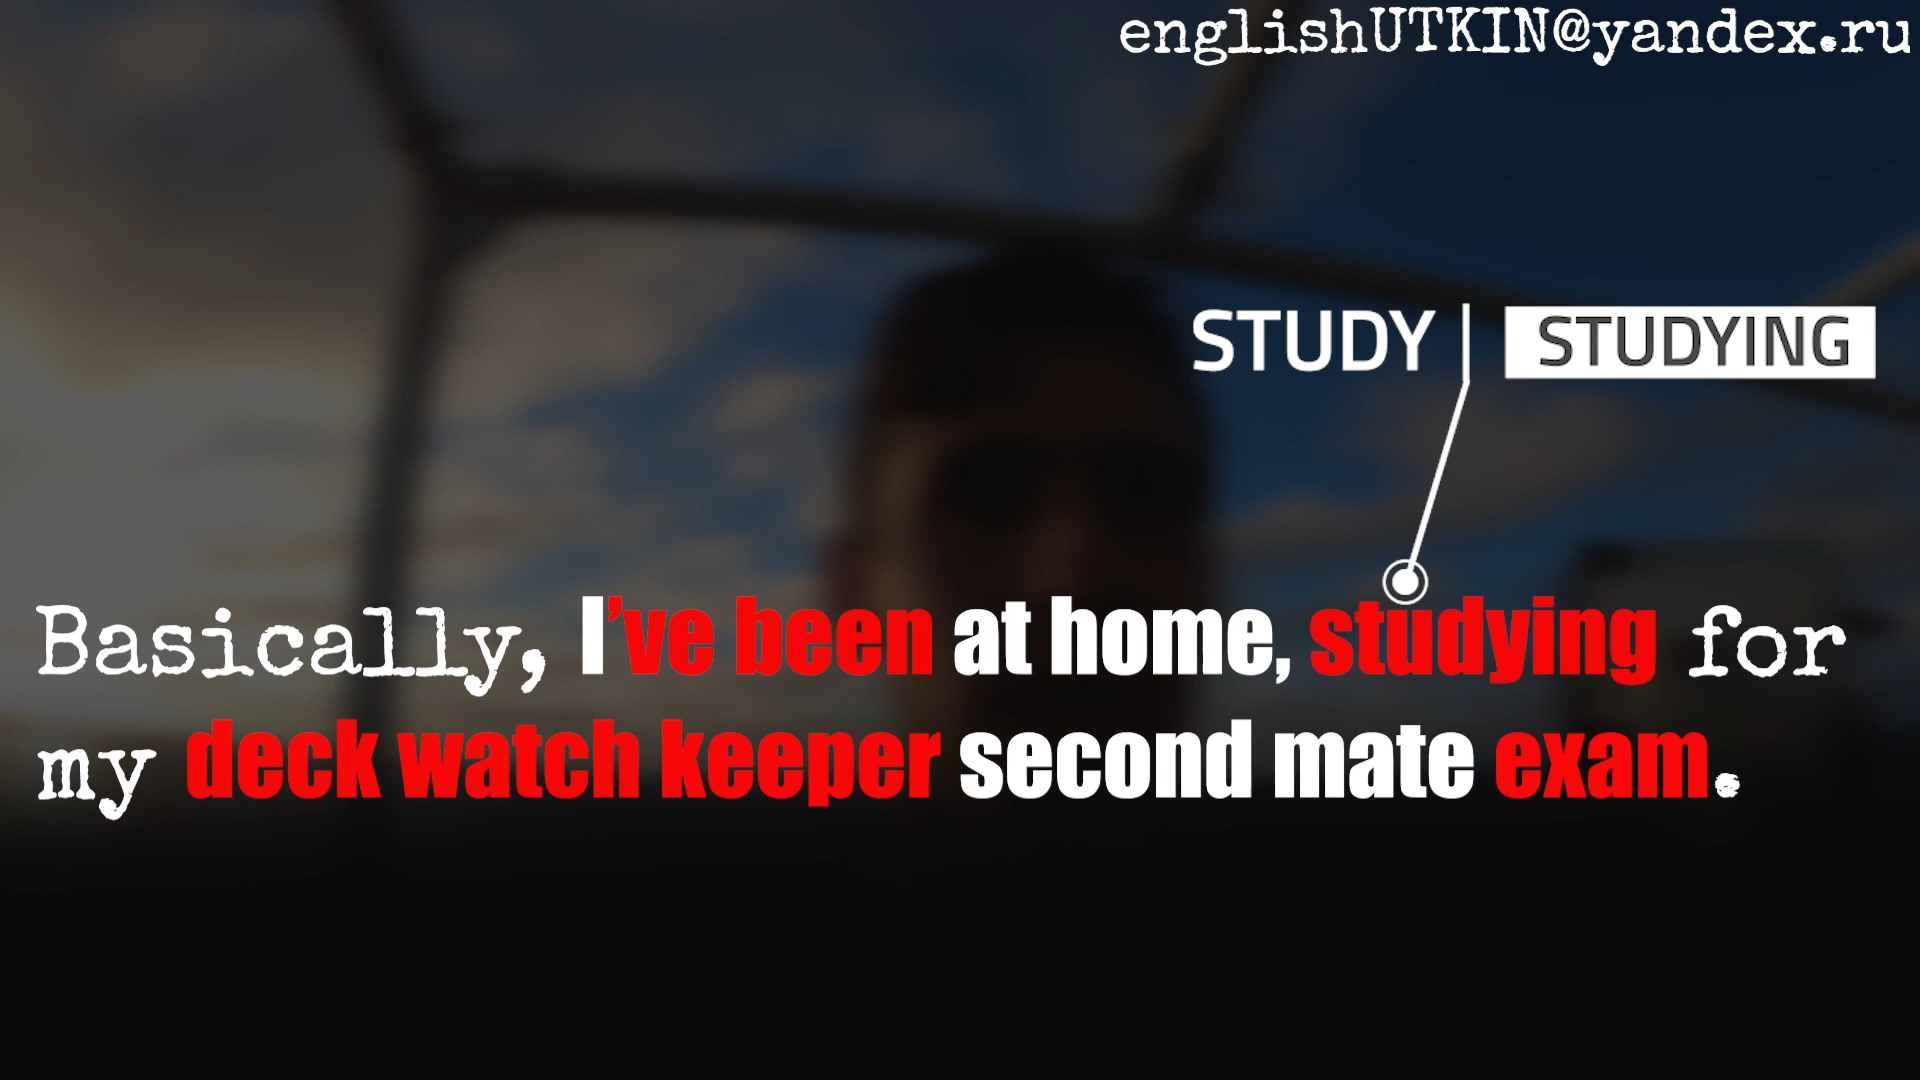 englishUTKIN@yandex.ru
STUDY | STUDYING
Basically, I've been at home, studying for
my deck watch keeper second mate exam.